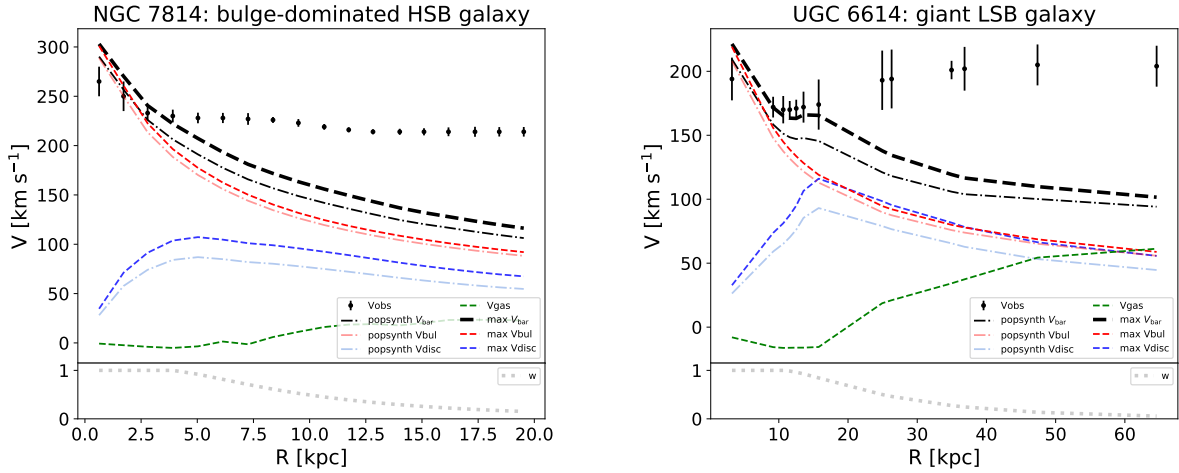 NGC 7814: bulge-dominated HSB galaxy
V [km s⁻¹]
300
250
200
150
100
50
0
Vobs
popsynth V_bar
popsynth Vbul
popsynth Vdisc
Vgas
max V_bar
max Vbul
max Vdisc
1
0
w
0.0 2.5 5.0 7.5 10.0 12.5 15.0 17.5 20.0
R [kpc]
UGC 6614: giant LSB galaxy
V [km s⁻¹]
200
150
100
50
0
Vobs
popsynth V_bar
popsynth Vbul
popsynth Vdisc
Vgas
max V_bar
max Vbul
max Vdisc
1
0
w
10 20 30 40 50 60
R [kpc]